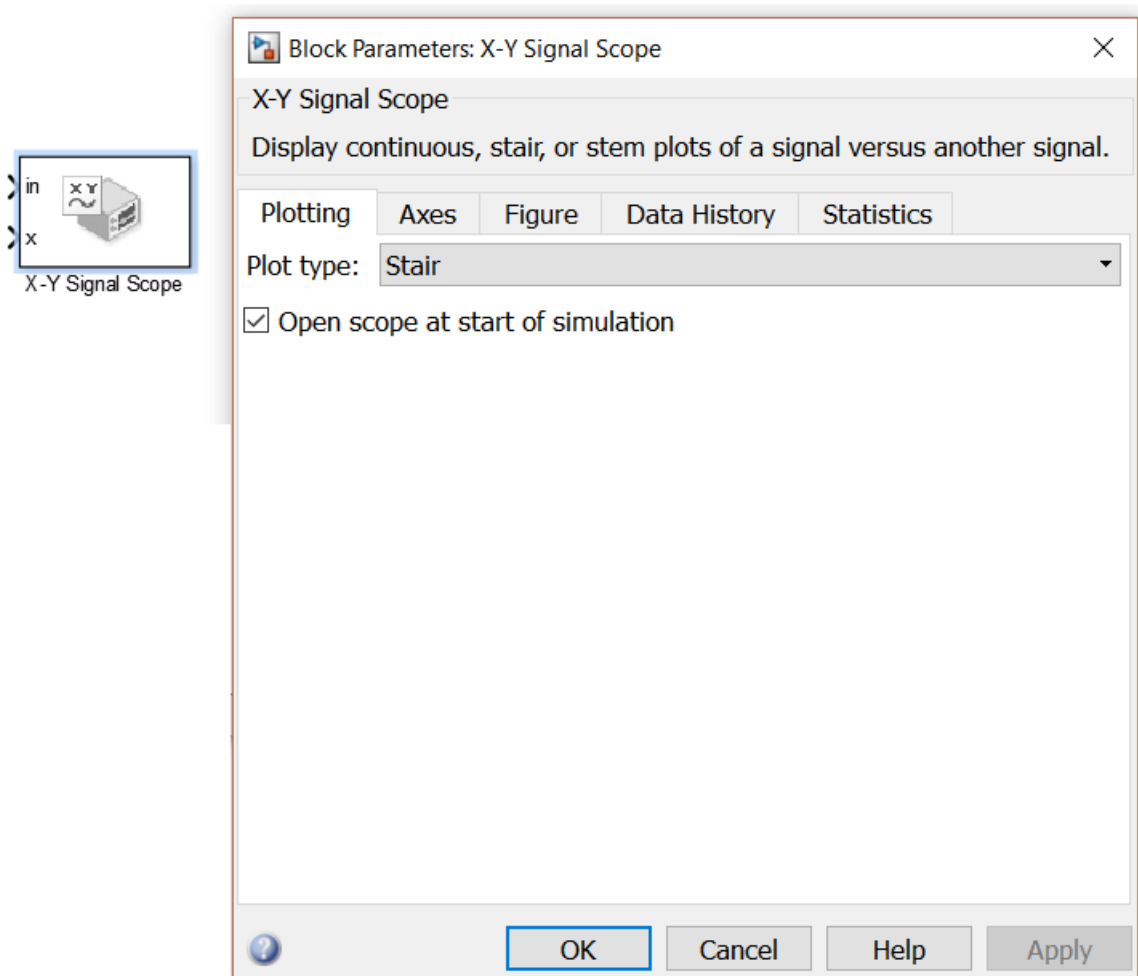 Block Parameters: X-Y Signal Scope
X-Y Signal Scope
Display continuous, stair, or stem plots of a signal versus another signal.
in
X Y
x
X-Y Signal Scope
Plotting Axes Figure Data History Statistics
Plot type: Stair
Open scope at start of simulation
? OK Cancel Help Apply